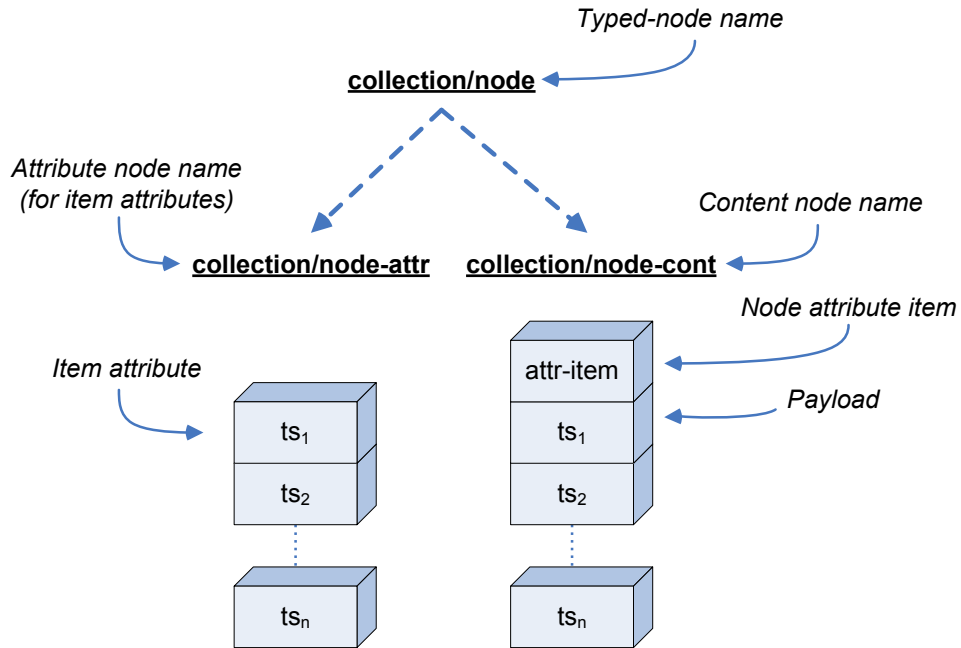 Typed-node name
collection/node
Attribute node name
(for item attributes)
Content node name
collection/node-attr
collection/node-cont
Node attribute item
Item attribute
attr-item
Payload
ts₁
ts₁
ts₂
ts₂
tsₙ
tsₙ